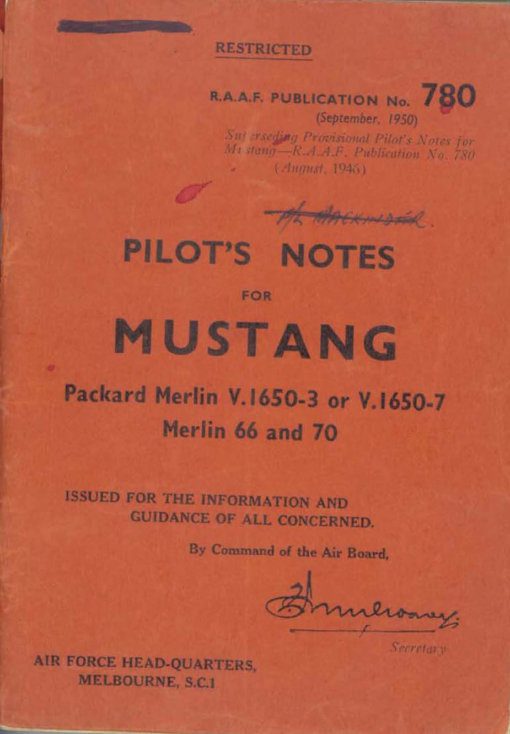 RESTRICTED
R.A.A.F. PUBLICATION No. 780
(September, 1950)
Superseding Provisional Pilot's Notes for
Mustang—R.A.A.F. Publication No. 780
(August, 1946)
PILOT'S NOTES
FOR
MUSTANG
Packard Merlin V.1650-3 or V.1650-7
Merlin 66 and 70
ISSUED FOR THE INFORMATION AND
GUIDANCE OF ALL CONCERNED.
By Command of the Air Board,
Secretary
AIR FORCE HEAD-QUARTERS,
MELBOURNE, S.C.1